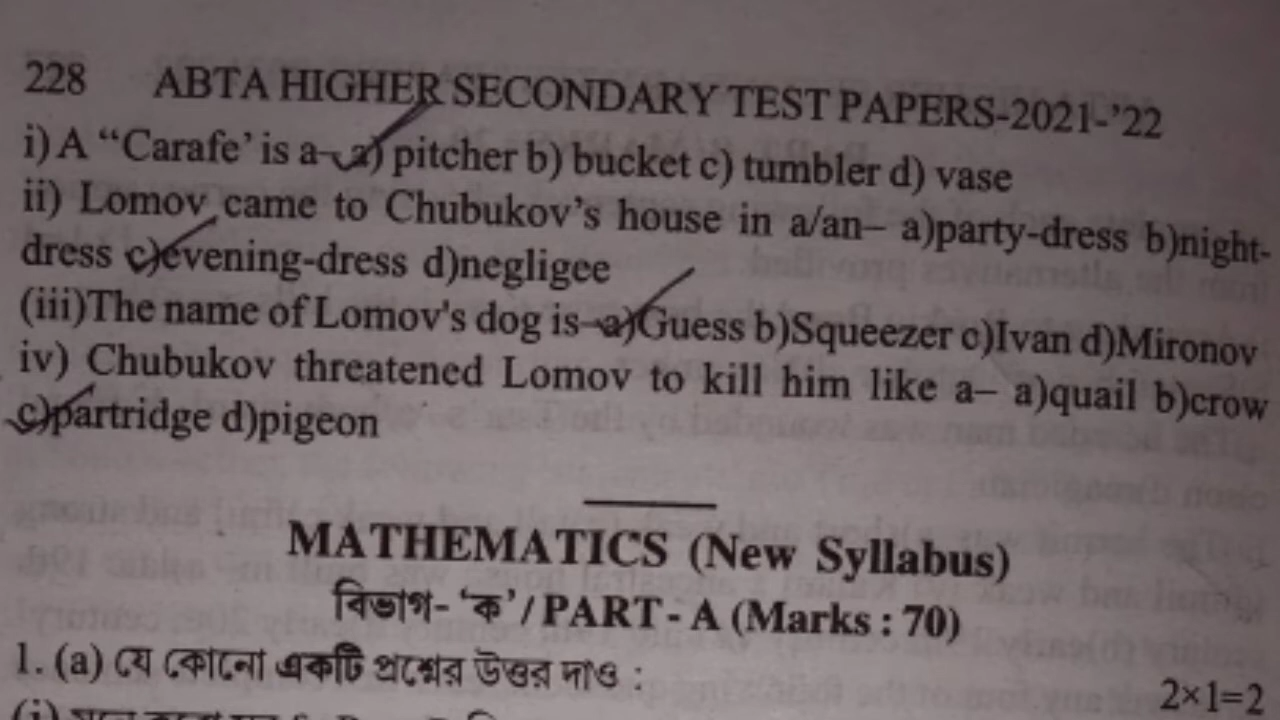 228 ABTA HIGHER SECONDARY TEST PAPERS-2021-'22
i) A “Carafe’ is a– a) pitcher b) bucket c) tumbler d) vase
ii) Lomov came to Chubukov’s house in a/an– a)party-dress b)night-
dress c)evening-dress d)negligee
(iii)The name of Lomov's dog is–a)Guess b)Squeezer c)Ivan d)Mironov
iv) Chubukov threatened Lomov to kill him like a– a)quail b)crow
c)partridge d)pigeon
MATHEMATICS (New Syllabus)
বিভাগ- ‘ক’ / PART - A (Marks : 70)
1. (a) যে কোনো একটি প্রশ্নের উত্তর দাও :
2×1=2
(i)